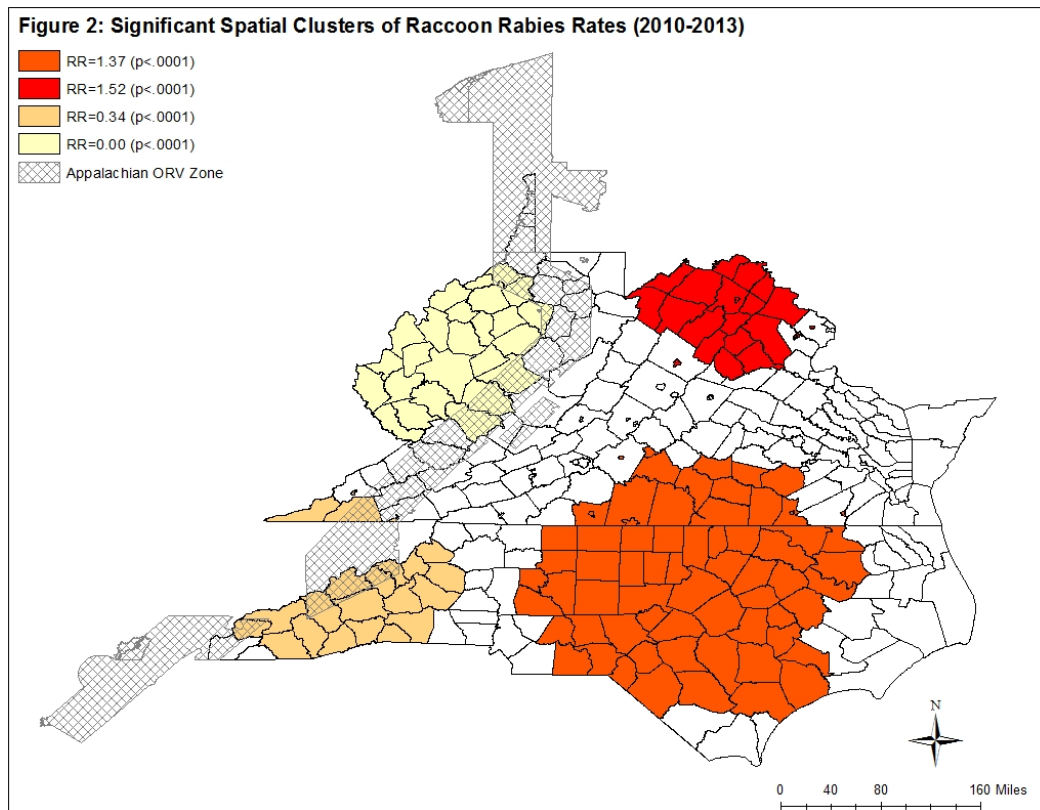 Figure 2: Significant Spatial Clusters of Raccoon Rabies Rates (2010-2013)
RR=1.37 (p<.0001)
RR=1.52 (p<.0001)
RR=0.34 (p<.0001)
RR=0.00 (p<.0001)
Appalachian ORV Zone
N
0 40 80 160 Miles